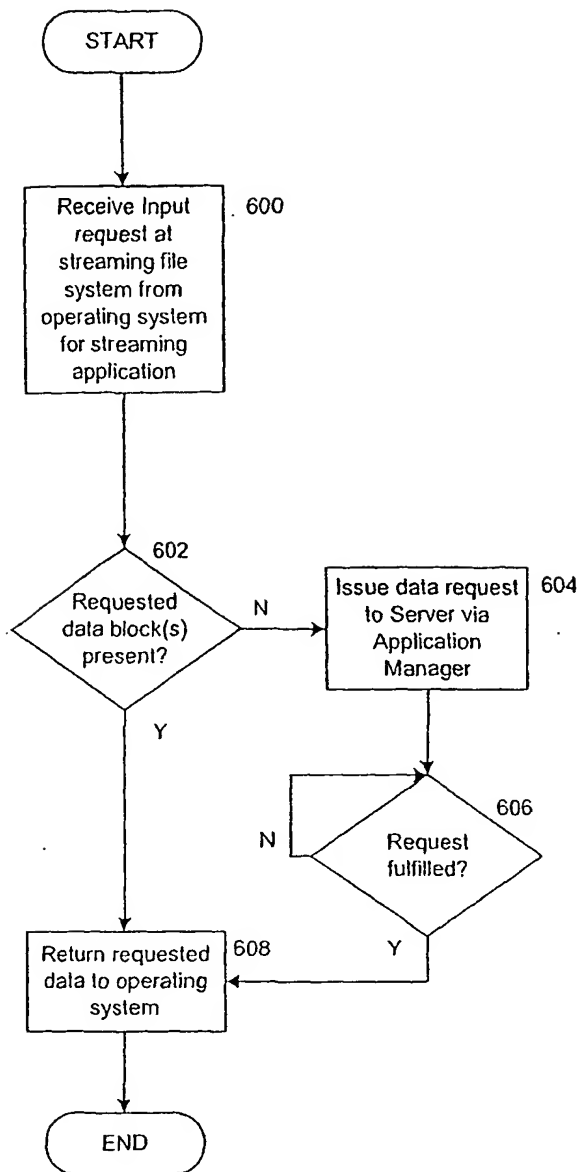 START
Receive Input
request at
streaming file
system from
operating system
for streaming
application
600
602
Requested
data block(s)
present?
N
Y
Issue data request
to Server via
Application
Manager
604
606
Request
fulfilled?
N
Y
Return requested
data to operating
system
608
END